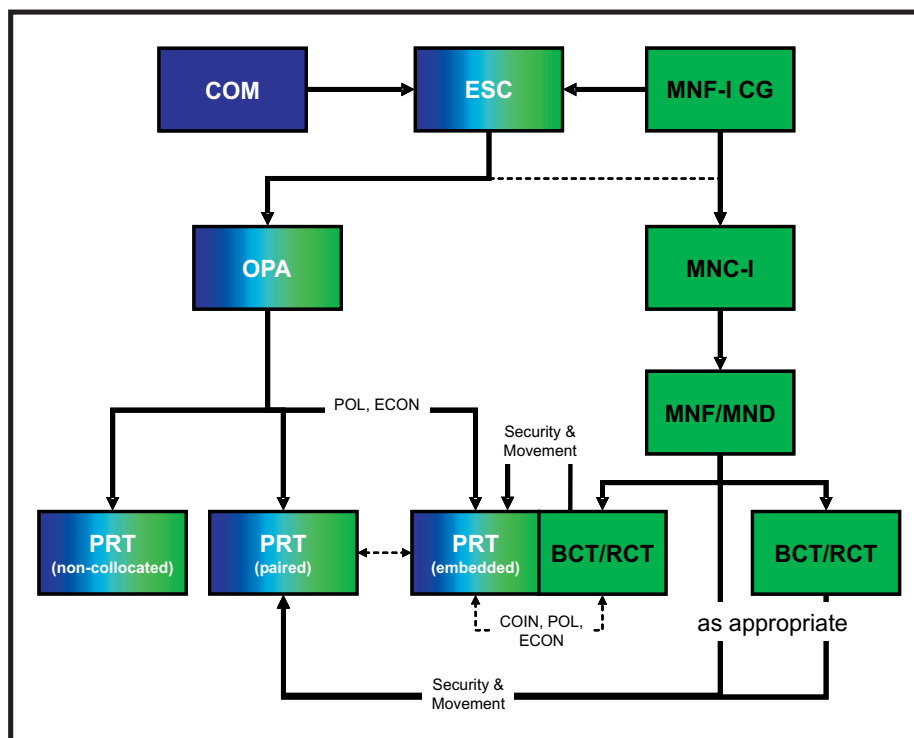 COM
ESC
MNF-I CG
OPA
MNC-I
MNF/MND
POL, ECON
Security &
Movement
PRT
(non-collocated)
PRT
(paired)
PRT
(embedded)
BCT/RCT
BCT/RCT
COIN, POL,
ECON
as appropriate
Security &
Movement